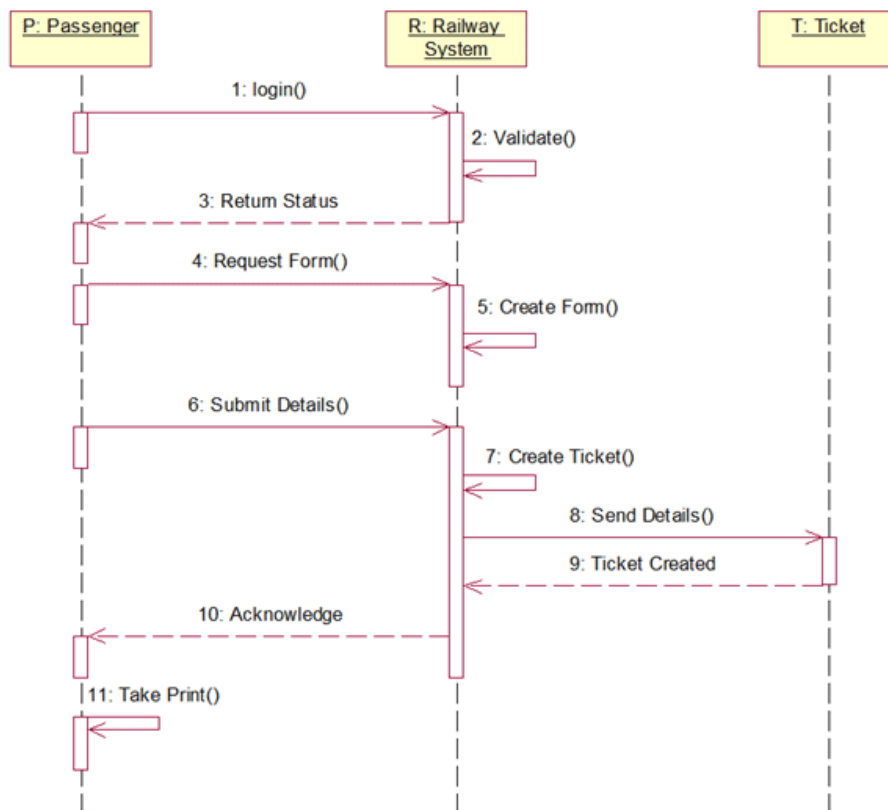 P: Passenger
R: Railway
System
T: Ticket
1: login()
2: Validate()
3: Return Status
4: Request Form()
5: Create Form()
6: Submit Details()
7: Create Ticket()
8: Send Details()
9: Ticket Created
10: Acknowledge
11: Take Print()